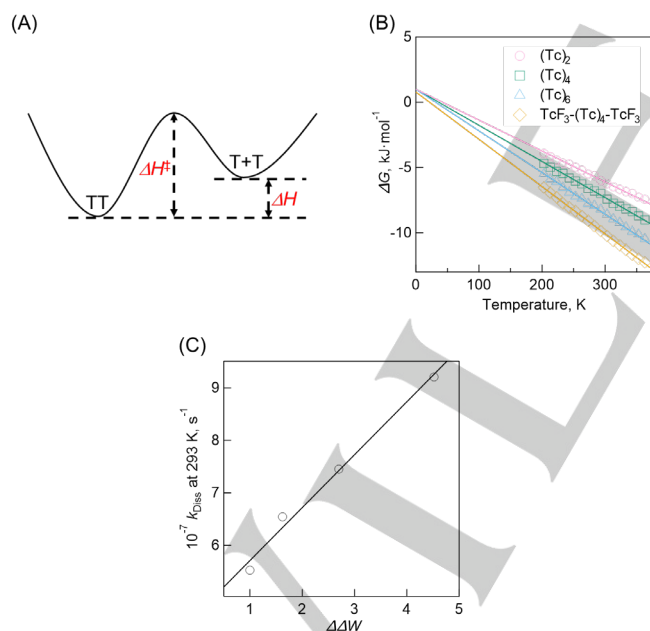 (A)
TT
ΔH‡
T+T
ΔH
(B)
(Tc)2
(Tc)4
(Tc)6
TcF3-(Tc)4-TcF3
ΔG, kJ·mol-1
5
0
-5
-10
0 100 200 300
Temperature, K
(C)
10-7 kDiss at 293 K, s-1
9
8
7
6
1 2 3 4 5
ΔΔW